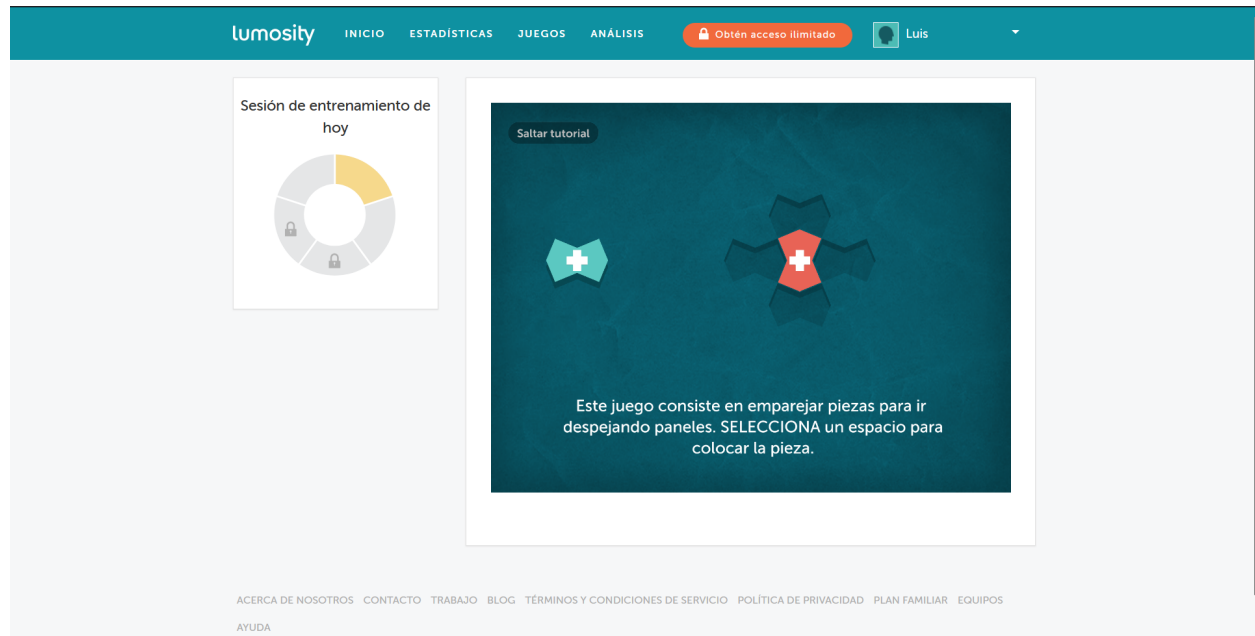 lumosity INICIO ESTADÍSTICAS JUEGOS ANÁLISIS Obtén acceso ilimitado Luis
Sesión de entrenamiento de
hoy
Saltar tutorial
Este juego consiste en emparejar piezas para ir
despejando paneles. SELECCIONA un espacio para
colocar la pieza.
ACERCA DE NOSOTROS CONTACTO TRABAJO BLOG TÉRMINOS Y CONDICIONES DE SERVICIO POLÍTICA DE PRIVACIDAD PLAN FAMILIAR EQUIPOS
AYUDA